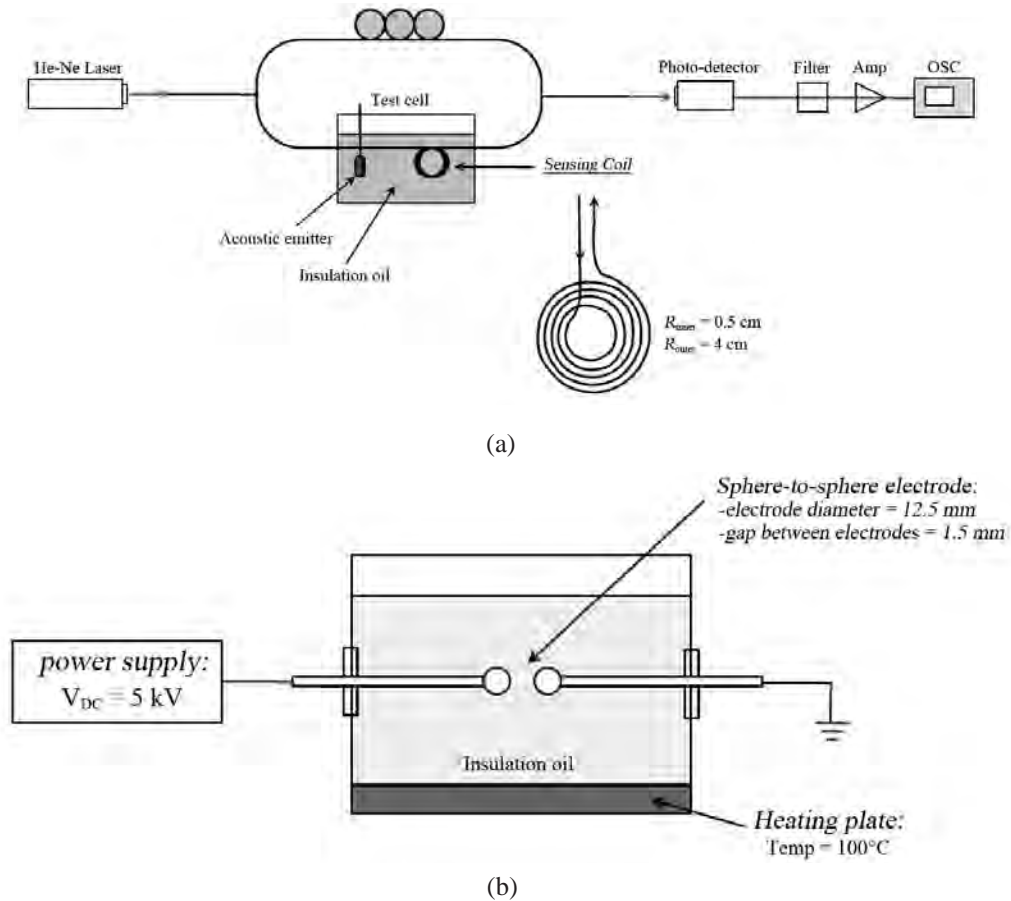 He-Ne Laser
Test cell
Photo-detector
Filter
Amp
OSC
Sensing Coil
Acoustic emitter
Insulation oil
R_inner = 0.5 cm
R_outer = 4 cm
(a)
Sphere-to-sphere electrode:
-electrode diameter = 12.5 mm
-gap between electrodes = 1.5 mm
power supply:
V_DC = 5 kV
Insulation oil
Heating plate:
Temp = 100°C
(b)